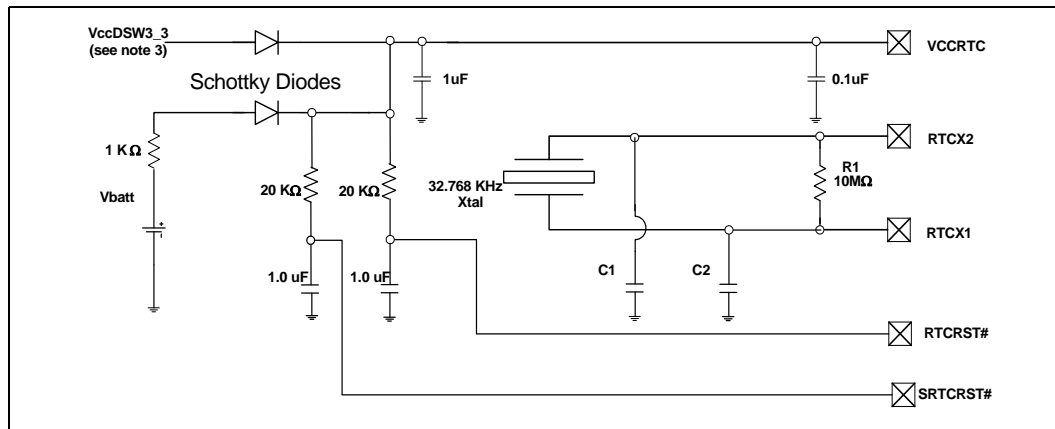 VccDSW3_3
(see note 3)
VCCRTC
Schottky Diodes
1uF
0.1uF
1 KΩ
Vbatt
20 KΩ
20 KΩ
32.768 KHz
Xtal
RTCX2
R1
10MΩ
RTCX1
1.0 uF
1.0 uF
C1
C2
RTCRST#
SRTCRST#